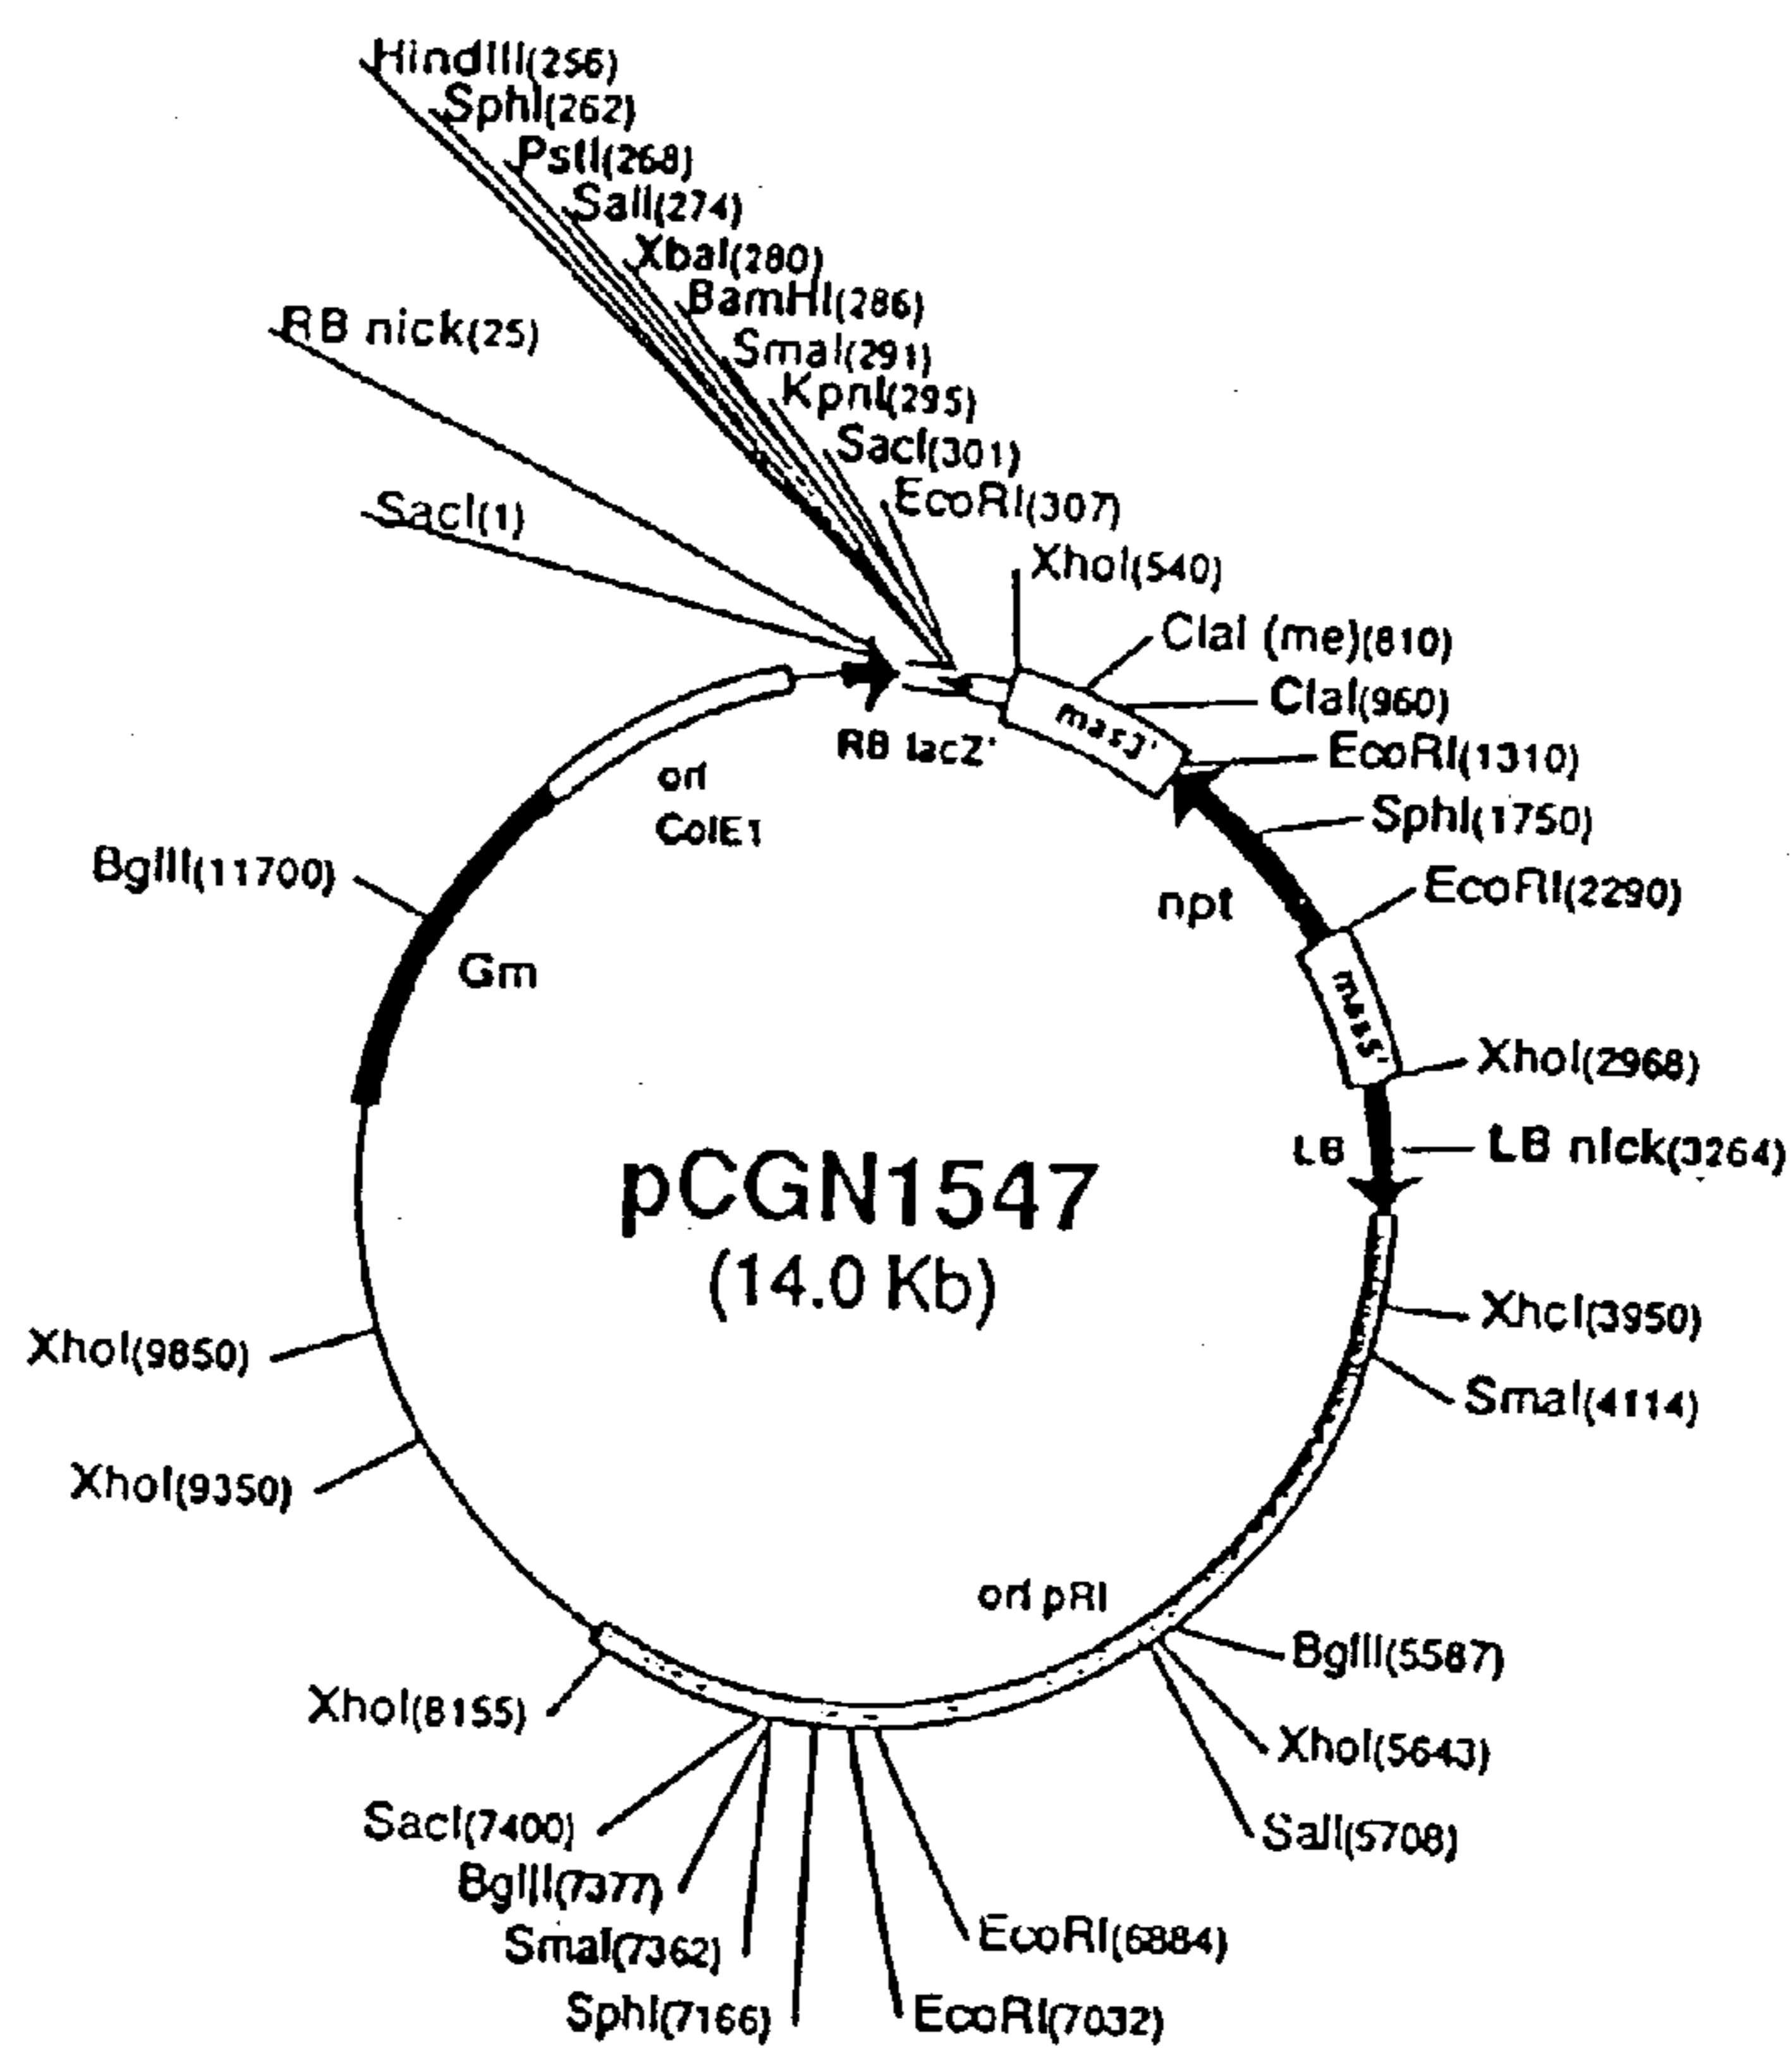 HindIII(256)
SphI(262)
PstI(268)
SalI(274)
XbaI(280)
BamHI(286)
RB nick(25)
SmaI(291)
KpnI(295)
SacI(301)
SacI(1)
EcoRI(307)
XhoI(540)
ClaI (me)(810)
ClaI(960)
mas3'
RB lacZ'
EcoRI(1310)
ori
ColE1
SphI(1750)
BglII(11700)
EcoRI(2290)
npt
Gm
mas5'
XhoI(2968)
LB
LB nick(3264)
pCGN1547
(14.0 Kb)
XhoI(3950)
XhoI(9850)
SmaI(4114)
XhoI(9350)
ori pRI
BglII(5587)
XhoI(8155)
XhoI(5643)
SacI(7400)
SalI(5708)
BglII(7377)
SmaI(7362)
EcoRI(6884)
SphI(7166)
EcoRI(7032)